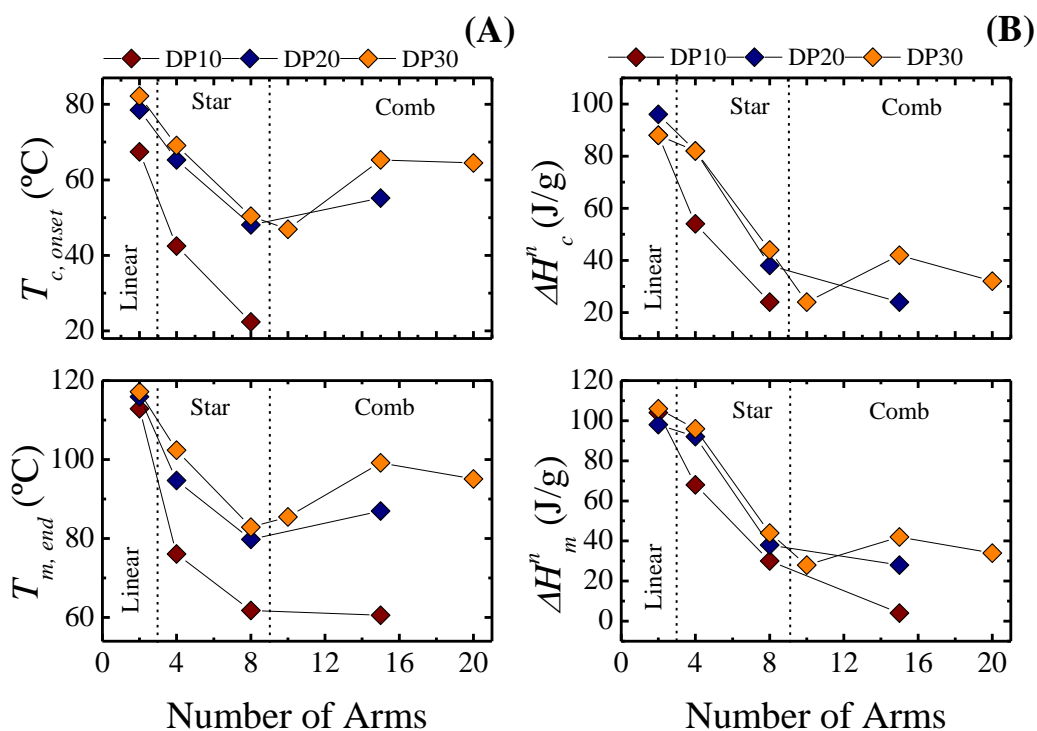 (A)
DP10 DP20 DP30
Star Comb
Linear
T c, onset (ºC)
80
60
40
20
Star Comb
Linear
T m, end (ºC)
120
100
80
60
0 4 8 12 16 20
Number of Arms
(B)
DP10 DP20 DP30
Star Comb
Linear
ΔH n c (J/g)
100
80
60
40
20
Star Comb
Linear
ΔH n m (J/g)
120
100
80
60
40
20
0
0 4 8 12 16 20
Number of Arms